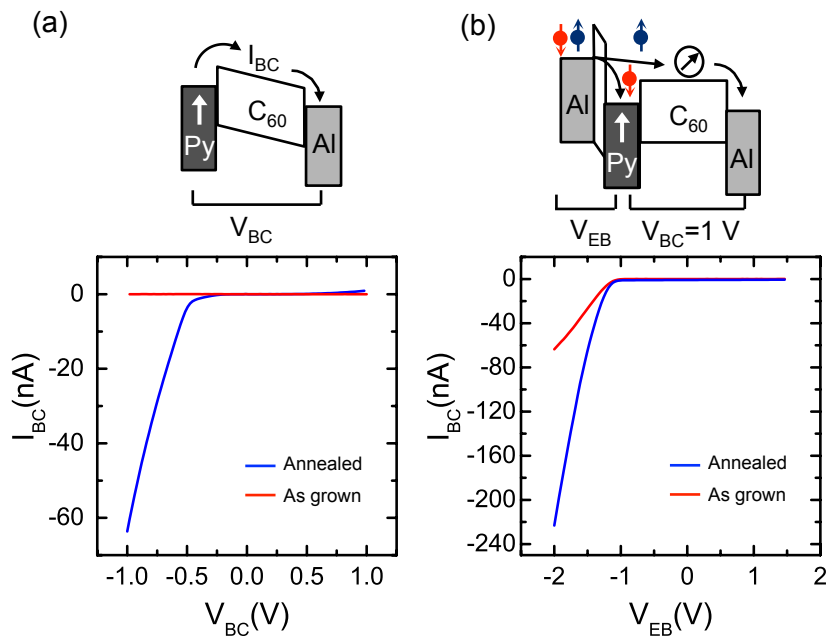 (a)
I_BC
C_60
Py
Al
V_BC
0
-20
-40
-60
I_BC(nA)
Annealed
As grown
-1.0 -0.5 0.0 0.5 1.0
V_BC(V)
(b)
Al
C_60
Py
Al
V_EB V_BC=1 V
0
-40
-80
-120
-160
-200
-240
I_BC(nA)
Annealed
As grown
-2 -1 0 1 2
V_EB(V)